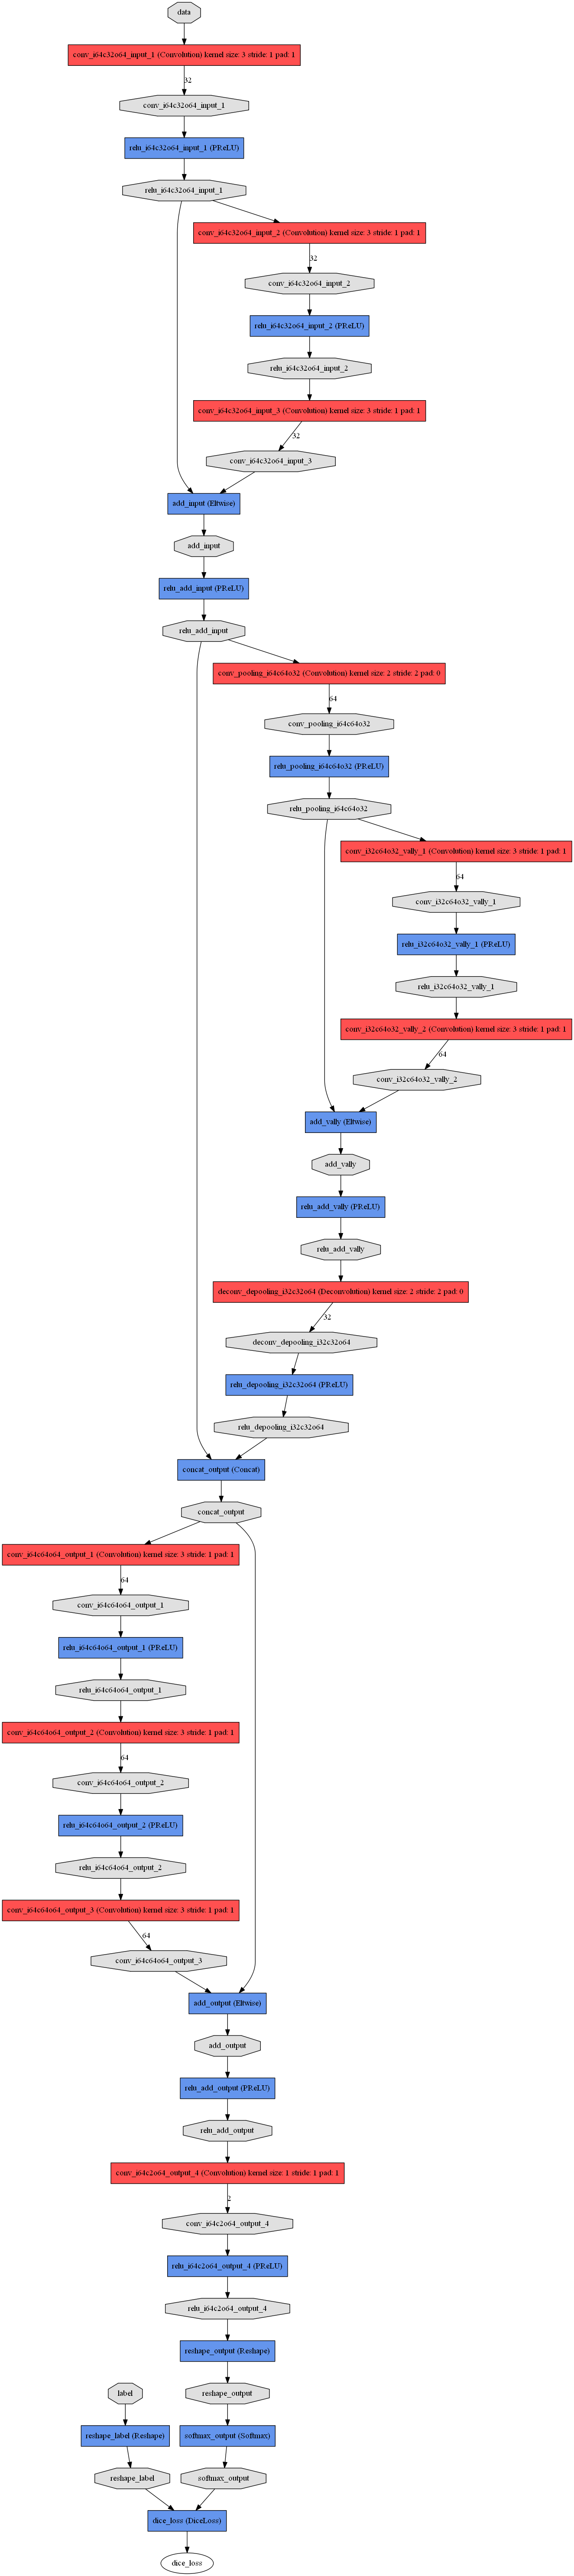 data
conv_i64c32o64_input_1 (Convolution) kernel size: 3 stride: 1 pad: 1
32
conv_i64c32o64_input_1
relu_i64c32o64_input_1 (PReLU)
relu_i64c32o64_input_1
conv_i64c32o64_input_2 (Convolution) kernel size: 3 stride: 1 pad: 1
32
conv_i64c32o64_input_2
relu_i64c32o64_input_2 (PReLU)
relu_i64c32o64_input_2
conv_i64c32o64_input_3 (Convolution) kernel size: 3 stride: 1 pad: 1
32
conv_i64c32o64_input_3
add_input (Eltwise)
add_input
relu_add_input (PReLU)
relu_add_input
conv_pooling_i64c64o32 (Convolution) kernel size: 2 stride: 2 pad: 0
64
conv_pooling_i64c64o32
relu_pooling_i64c64o32 (PReLU)
relu_pooling_i64c64o32
conv_i32c64o32_vally_1 (Convolution) kernel size: 3 stride: 1 pad: 1
64
conv_i32c64o32_vally_1
relu_i32c64o32_vally_1 (PReLU)
relu_i32c64o32_vally_1
conv_i32c64o32_vally_2 (Convolution) kernel size: 3 stride: 1 pad: 1
64
conv_i32c64o32_vally_2
add_vally (Eltwise)
add_vally
relu_add_vally (PReLU)
relu_add_vally
deconv_depooling_i32c32o64 (Deconvolution) kernel size: 2 stride: 2 pad: 0
32
deconv_depooling_i32c32o64
relu_depooling_i32c32o64 (PReLU)
relu_depooling_i32c32o64
concat_output (Concat)
concat_output
conv_i64c64o64_output_1 (Convolution) kernel size: 3 stride: 1 pad: 1
64
conv_i64c64o64_output_1
relu_i64c64o64_output_1 (PReLU)
relu_i64c64o64_output_1
conv_i64c64o64_output_2 (Convolution) kernel size: 3 stride: 1 pad: 1
64
conv_i64c64o64_output_2
relu_i64c64o64_output_2 (PReLU)
relu_i64c64o64_output_2
conv_i64c64o64_output_3 (Convolution) kernel size: 3 stride: 1 pad: 1
64
conv_i64c64o64_output_3
add_output (Eltwise)
add_output
relu_add_output (PReLU)
relu_add_output
conv_i64c2o64_output_4 (Convolution) kernel size: 1 stride: 1 pad: 1
2
conv_i64c2o64_output_4
relu_i64c2o64_output_4 (PReLU)
relu_i64c2o64_output_4
reshape_output (Reshape)
label
reshape_output
reshape_label (Reshape)
softmax_output (Softmax)
reshape_label
softmax_output
dice_loss (DiceLoss)
dice_loss